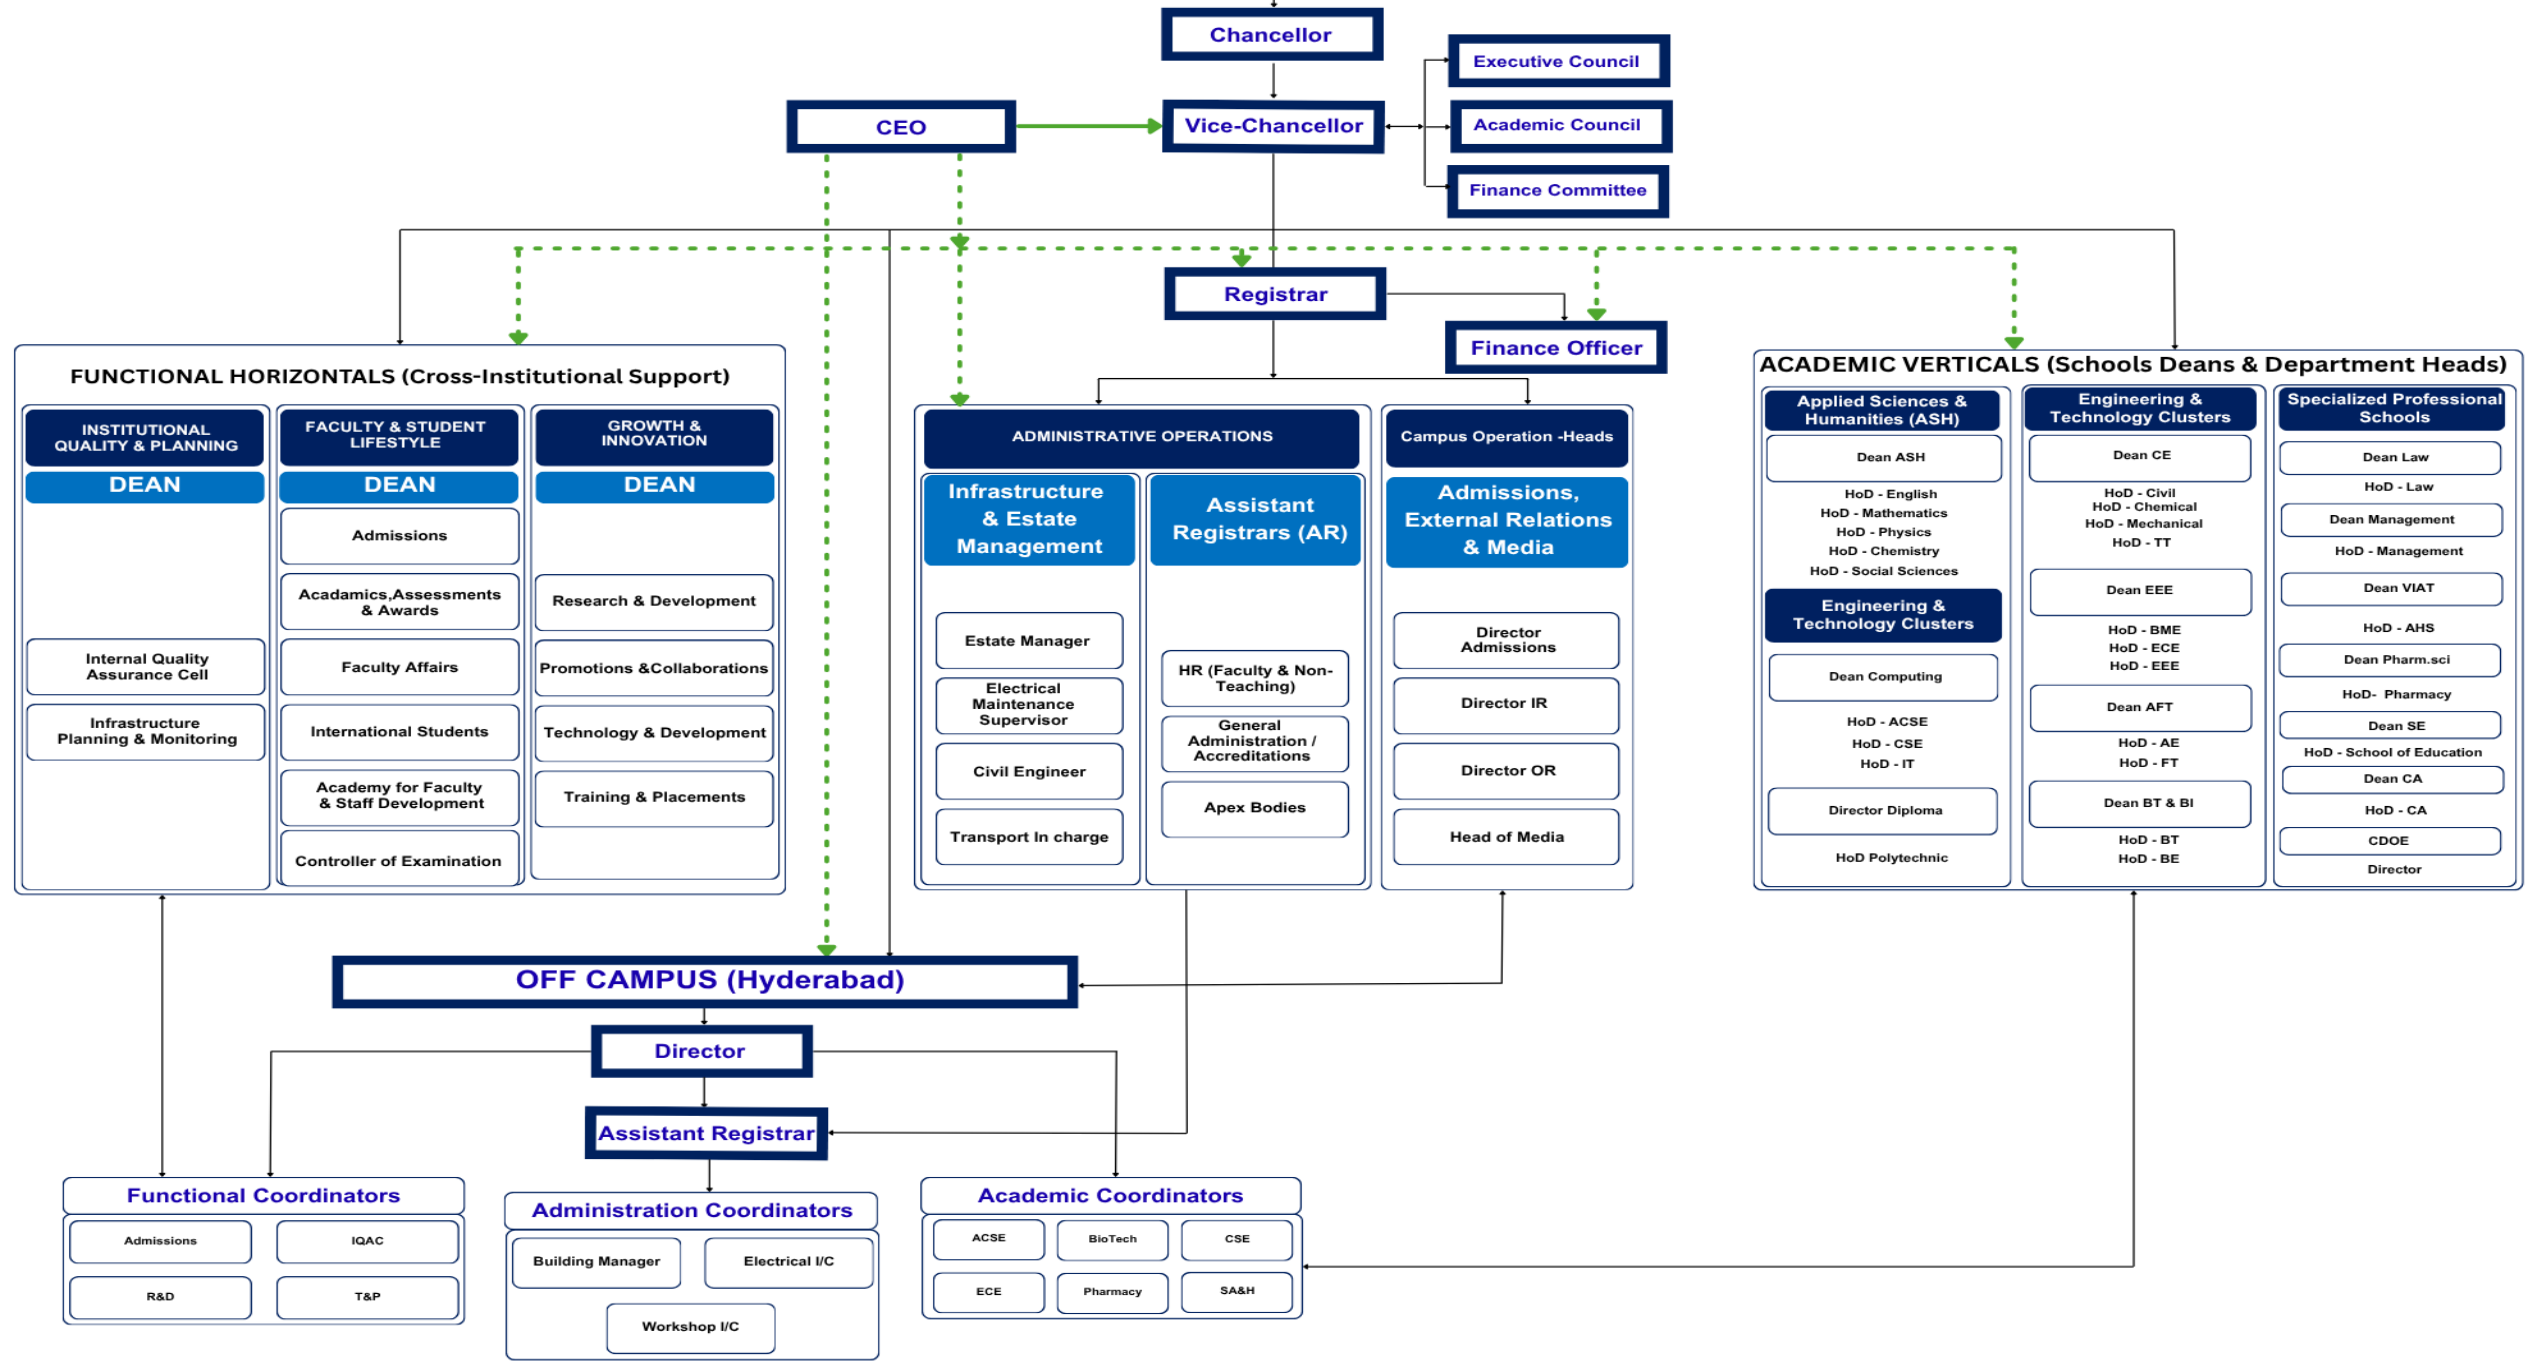 Chancellor
Executive Council
CEO
Vice-Chancellor
Academic Council
Finance Committee
Registrar
Finance Officer
FUNCTIONAL HORIZONTALS (Cross-Institutional Support)
INSTITUTIONAL
QUALITY & PLANNING
DEAN
Internal Quality
Assurance Cell
Infrastructure
Planning & Monitoring
FACULTY & STUDENT
LIFESTYLE
DEAN
Admissions
Acadamics,Assessments
& Awards
Faculty Affairs
International Students
Academy for Faculty
& Staff Development
Controller of Examination
GROWTH &
INNOVATION
DEAN
Research & Development
Promotions &Collaborations
Technology & Development
Training & Placements
ADMINISTRATIVE OPERATIONS
Infrastructure
& Estate
Management
Estate Manager
Electrical
Maintenance
Supervisor
Civil Engineer
Transport In charge
Assistant
Registrars (AR)
HR (Faculty & Non-
Teaching)
General
Administration /
Accreditations
Apex Bodies
Campus Operation -Heads
Admissions,
External Relations
& Media
Director
Admissions
Director IR
Director OR
Head of Media
ACADEMIC VERTICALS (Schools Deans & Department Heads)
Applied Sciences &
Humanities (ASH)
Dean ASH
HoD - English
HoD - Mathematics
HoD - Physics
HoD - Chemistry
HoD - Social Sciences
Engineering &
Technology Clusters
Dean Computing
HoD - ACSE
HoD - CSE
HoD - IT
Director Diploma
HoD Polytechnic
Engineering &
Technology Clusters
Dean CE
HoD - Civil
HoD - Chemical
HoD - Mechanical
HoD - TT
Dean EEE
HoD - BME
HoD - ECE
HoD - EEE
Dean AFT
HoD - AE
HoD - FT
Dean BT & BI
HoD - BT
HoD - BE
Specialized Professional
Schools
Dean Law
HoD - Law
Dean Management
HoD - Management
Dean VIAT
HoD - AHS
Dean Pharm.sci
HoD- Pharmacy
Dean SE
HoD - School of Education
Dean CA
HoD - CA
CDOE
Director
OFF CAMPUS (Hyderabad)
Director
Assistant Registrar
Functional Coordinators
Admissions
IQAC
R&D
T&P
Administration Coordinators
Building Manager
Electrical I/C
Workshop I/C
Academic Coordinators
ACSE
BioTech
CSE
ECE
Pharmacy
SA&H